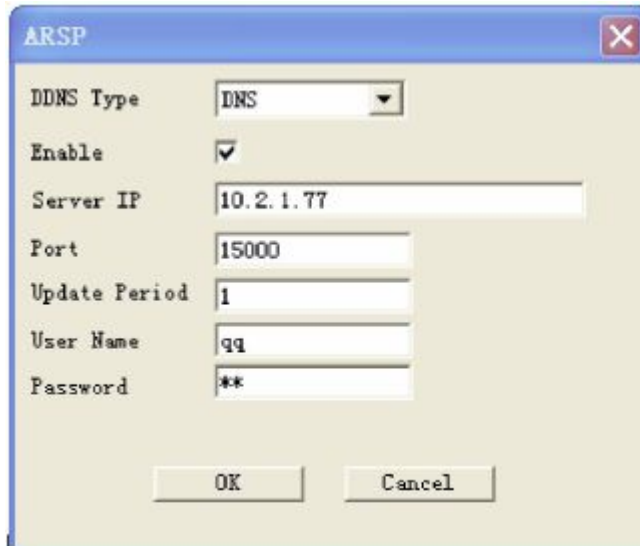 ARSP
DDNS Type DNS
Enable
Server IP 10.2.1.77
Port 15000
Update Period 1
User Name qq
Password **
OK Cancel